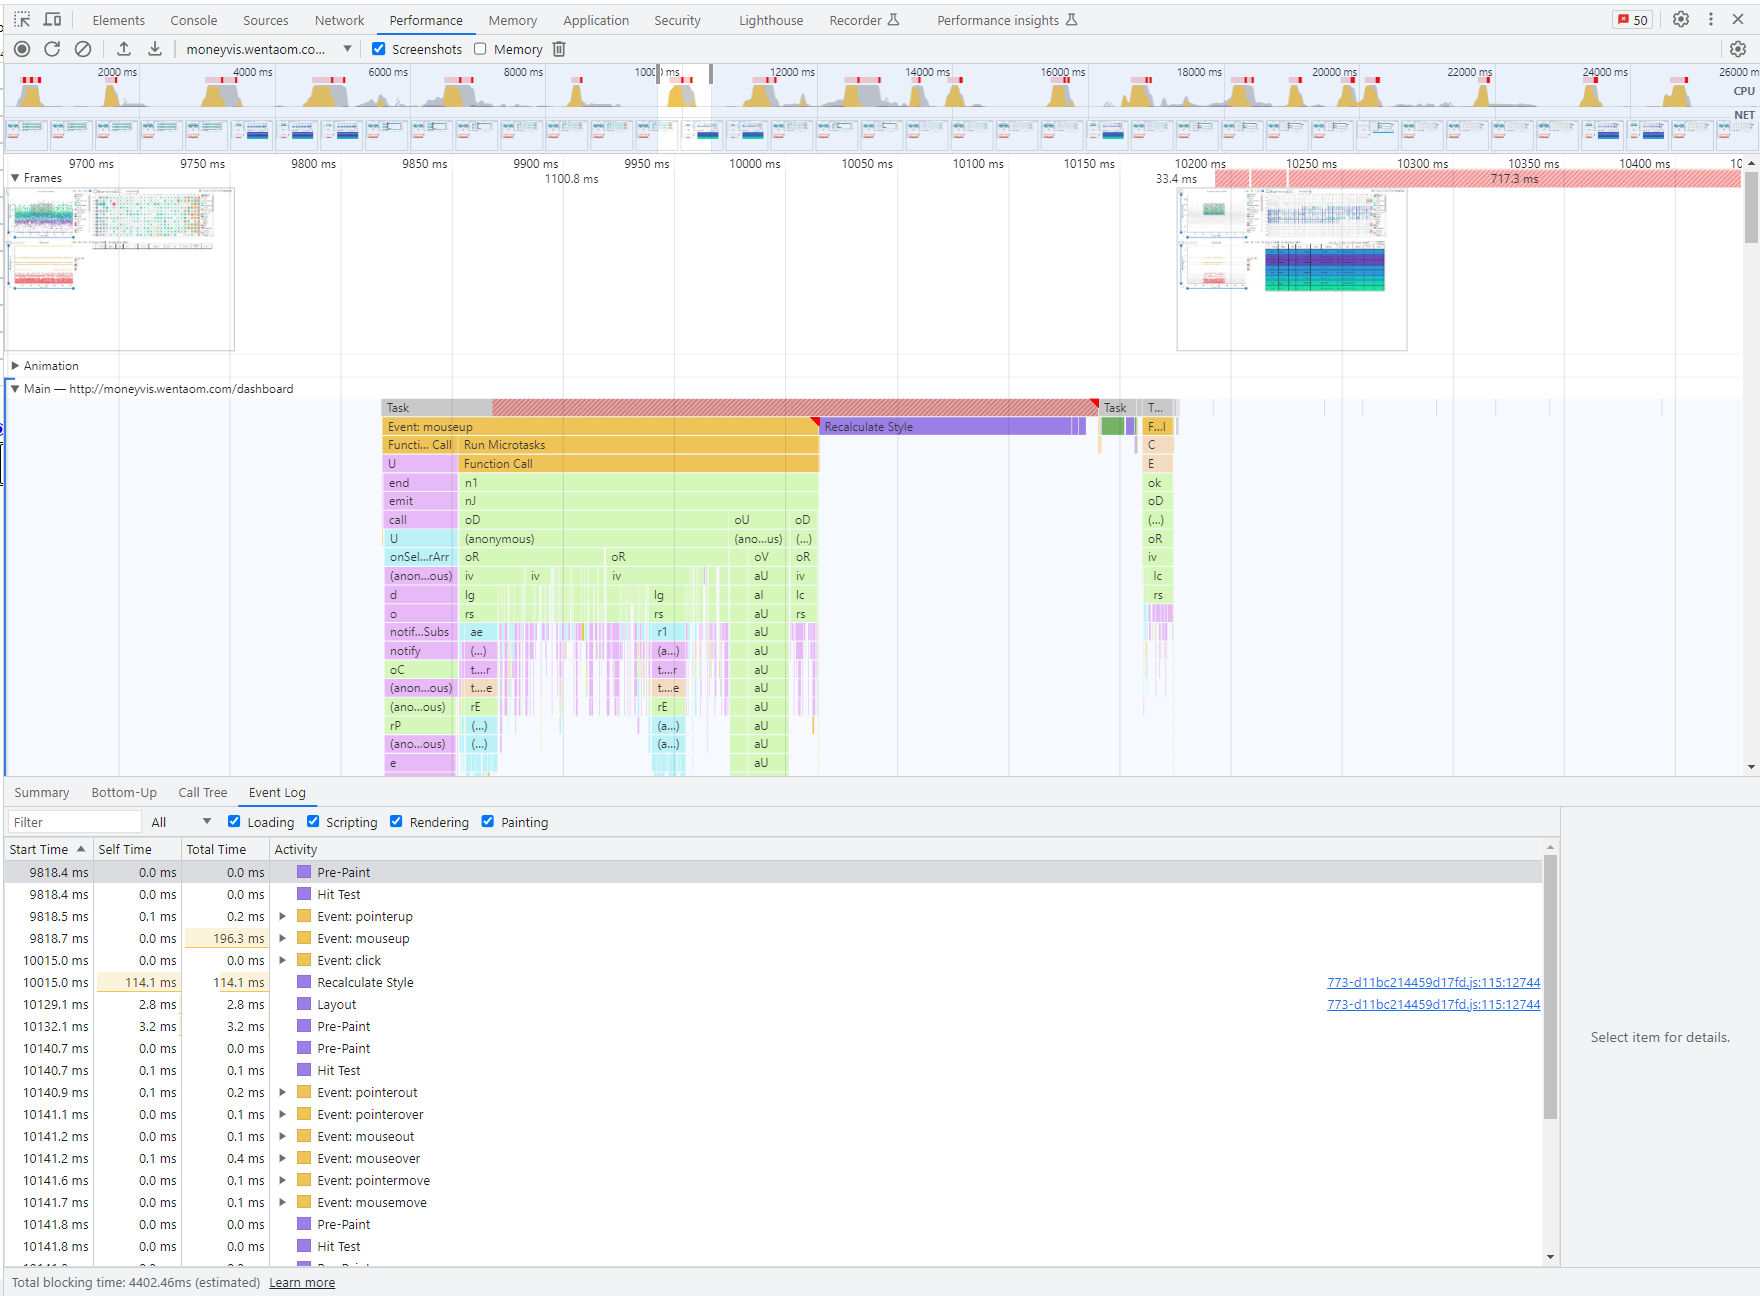 Elements Console Sources Network Performance Memory Application Security Lighthouse Recorder Performance insights 50
moneyvis.wentaom.co... Screenshots Memory
2000 ms 4000 ms 6000 ms 8000 ms 1000 ms 12000 ms 14000 ms 16000 ms 18000 ms 20000 ms 22000 ms 24000 ms 26000 m
CPU
NET
9700 ms 9750 ms 9800 ms 9850 ms 9900 ms 9950 ms 10000 ms 10050 ms 10100 ms 10150 ms 10200 ms 10250 ms 10300 ms 10350 ms 10400 ms 10
Frames 1100.8 ms 33.4 ms 717.3 ms
Animation
Main — http://moneyvis.wentaom.com/dashboard
Task Task T...
Event: mouseup Recalculate Style F...l
Functi... Call Run Microtasks C
U Function Call E
end n1 ok
emit nJ oD
call oD oU oD (...)
U (anonymous) (ano...us) (...) oR
onSel...rArr oR oR oV oR iv
(anon...ous) iv iv iv aU iv lc
d lg lg al lc rs
o rs rs aU rs
notif...Subs ae r1 aU
notify (...) (a...) aU
oC t....r t....r aU
(anon...ous) t....e t....e aU
(ano...ous) rE rE aU
rP (...) (a...) aU
(ano...ous) (...) (a...) aU
e aU
Summary Bottom-Up Call Tree Event Log
Filter All Loading Scripting Rendering Painting
Start Time Self Time Total Time Activity
9818.4 ms 0.0 ms 0.0 ms Pre-Paint
9818.4 ms 0.0 ms 0.0 ms Hit Test
9818.5 ms 0.1 ms 0.2 ms Event: pointerup
9818.7 ms 0.0 ms 196.3 ms Event: mouseup
10015.0 ms 0.0 ms 0.0 ms Event: click
10015.0 ms 114.1 ms 114.1 ms Recalculate Style 773-d11bc214459d17fd.js:115:12744
10129.1 ms 2.8 ms 2.8 ms Layout 773-d11bc214459d17fd.js:115:12744
10132.1 ms 3.2 ms 3.2 ms Pre-Paint
10140.7 ms 0.0 ms 0.0 ms Pre-Paint
10140.7 ms 0.1 ms 0.1 ms Hit Test
10140.9 ms 0.1 ms 0.2 ms Event: pointerout
10141.1 ms 0.0 ms 0.1 ms Event: pointerover
10141.2 ms 0.0 ms 0.1 ms Event: mouseout
10141.2 ms 0.1 ms 0.4 ms Event: mouseover
10141.6 ms 0.0 ms 0.1 ms Event: pointermove
10141.7 ms 0.0 ms 0.1 ms Event: mousemove
10141.8 ms 0.0 ms 0.0 ms Pre-Paint
10141.8 ms 0.0 ms 0.0 ms Hit Test
Select item for details.
Total blocking time: 4402.46ms (estimated) Learn more